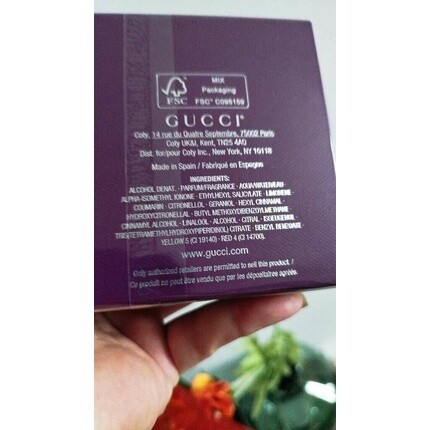 FSC
MIX
Packaging
FSC® C095159
GUCCI
Coty, 14 rue du Quatre Septembre, 75002 Paris
Coty UK&I, Kent, TN25 4AQ
Dist. for/pour Coty Inc., New York, NY 10118
Made in Spain / Fabriqué en Espagne
INGREDIENTS:
ALCOHOL DENAT. · PARFUM/FRAGRANCE · AQUA/WATER/EAU
ALPHA-ISOMETHYL IONONE · ETHYLHEXYL SALICYLATE · LIMONENE
COUMARIN · CITRONELLOL · GERANIOL · HEXYL CINNAMAL
HYDROXYCITRONELLAL · BUTYL METHOXYDIBENZOYLMETHANE
CINNAMYL ALCOHOL · LINALOOL · ALCOHOL · CITRAL · ISOEUGENOL
TRIS(TETRAMETHYLHYDROXYPIPERIDINOL) CITRATE · BENZYL BENZOATE
YELLOW 5 (CI 19140) · RED 4 (CI 14700).
www.gucci.com
Only authorized retailers are permitted to sell this product. /
Ce produit ne peut être vendu que par les dépositaires agréés.